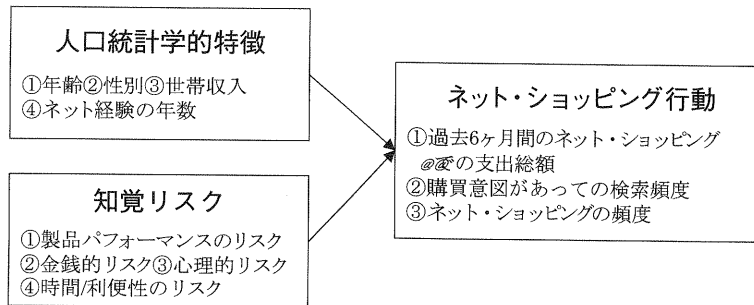 人口統計学的特徴
①年齢②性別③世帯収入
④ネット経験の年数
知覚リスク
①製品パフォーマンスのリスク
②金銭的リスク③心理的リスク
④時間/利便性のリスク
ネット・ショッピング行動
①過去6ヶ月間のネット・ショッピング
の支出総額
②購買意図があっての検索頻度
③ネット・ショッピングの頻度